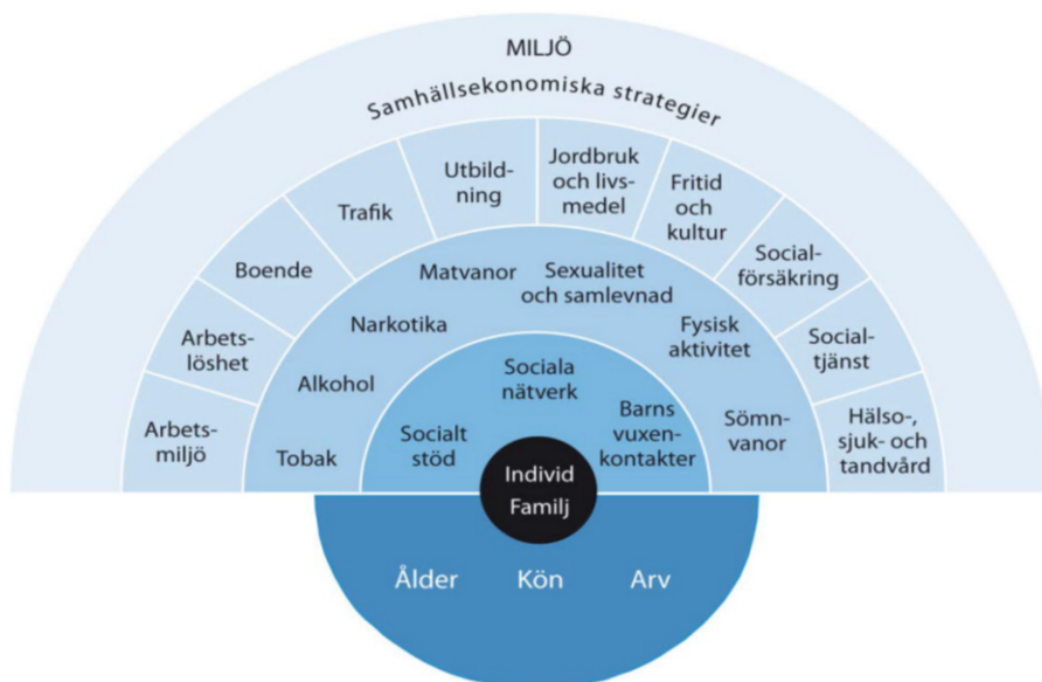 MILJÖ
Samhällsekonomiska strategier
Arbets-
miljö
Arbets-
löshet
Boende
Trafik
Utbild-
ning
Jordbruk
och livs-
medel
Fritid
och
kultur
Social-
försäkring
Social-
tjänst
Hälso-,
sjuk- och
tandvård
Tobak
Alkohol
Narkotika
Matvanor
Sexualitet
och samlevnad
Fysisk
aktivitet
Sömn-
vanor
Socialt
stöd
Sociala
nätverk
Barns
vuxen-
kontakter
Individ
Familj
Ålder
Kön
Arv